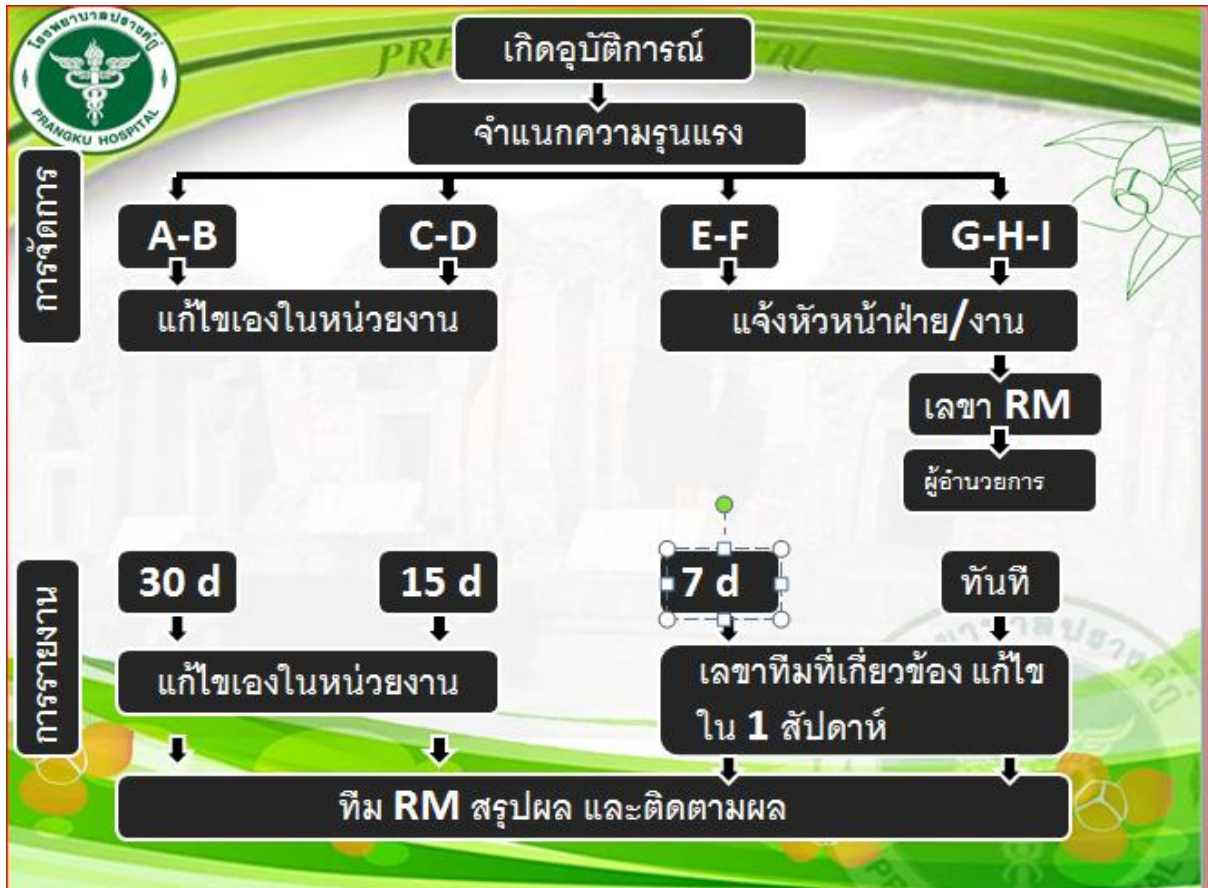 โรงพยาบาลปรางค์กู่
PRANGKU HOSPITAL
เกิดอุบัติการณ์
จำแนกความรุนแรง
การจัดการ
A-B
C-D
E-F
G-H-I
แก้ไขเองในหน่วยงาน
แจ้งหัวหน้าฝ่าย/งาน
เลขา RM
ผู้อำนวยการ
การรายงาน
30 d
15 d
7 d
ทันที
แก้ไขเองในหน่วยงาน
เลขาทีมที่เกี่ยวข้อง แก้ไข
ใน 1 สัปดาห์
ทีม RM สรุปผล และติดตามผล